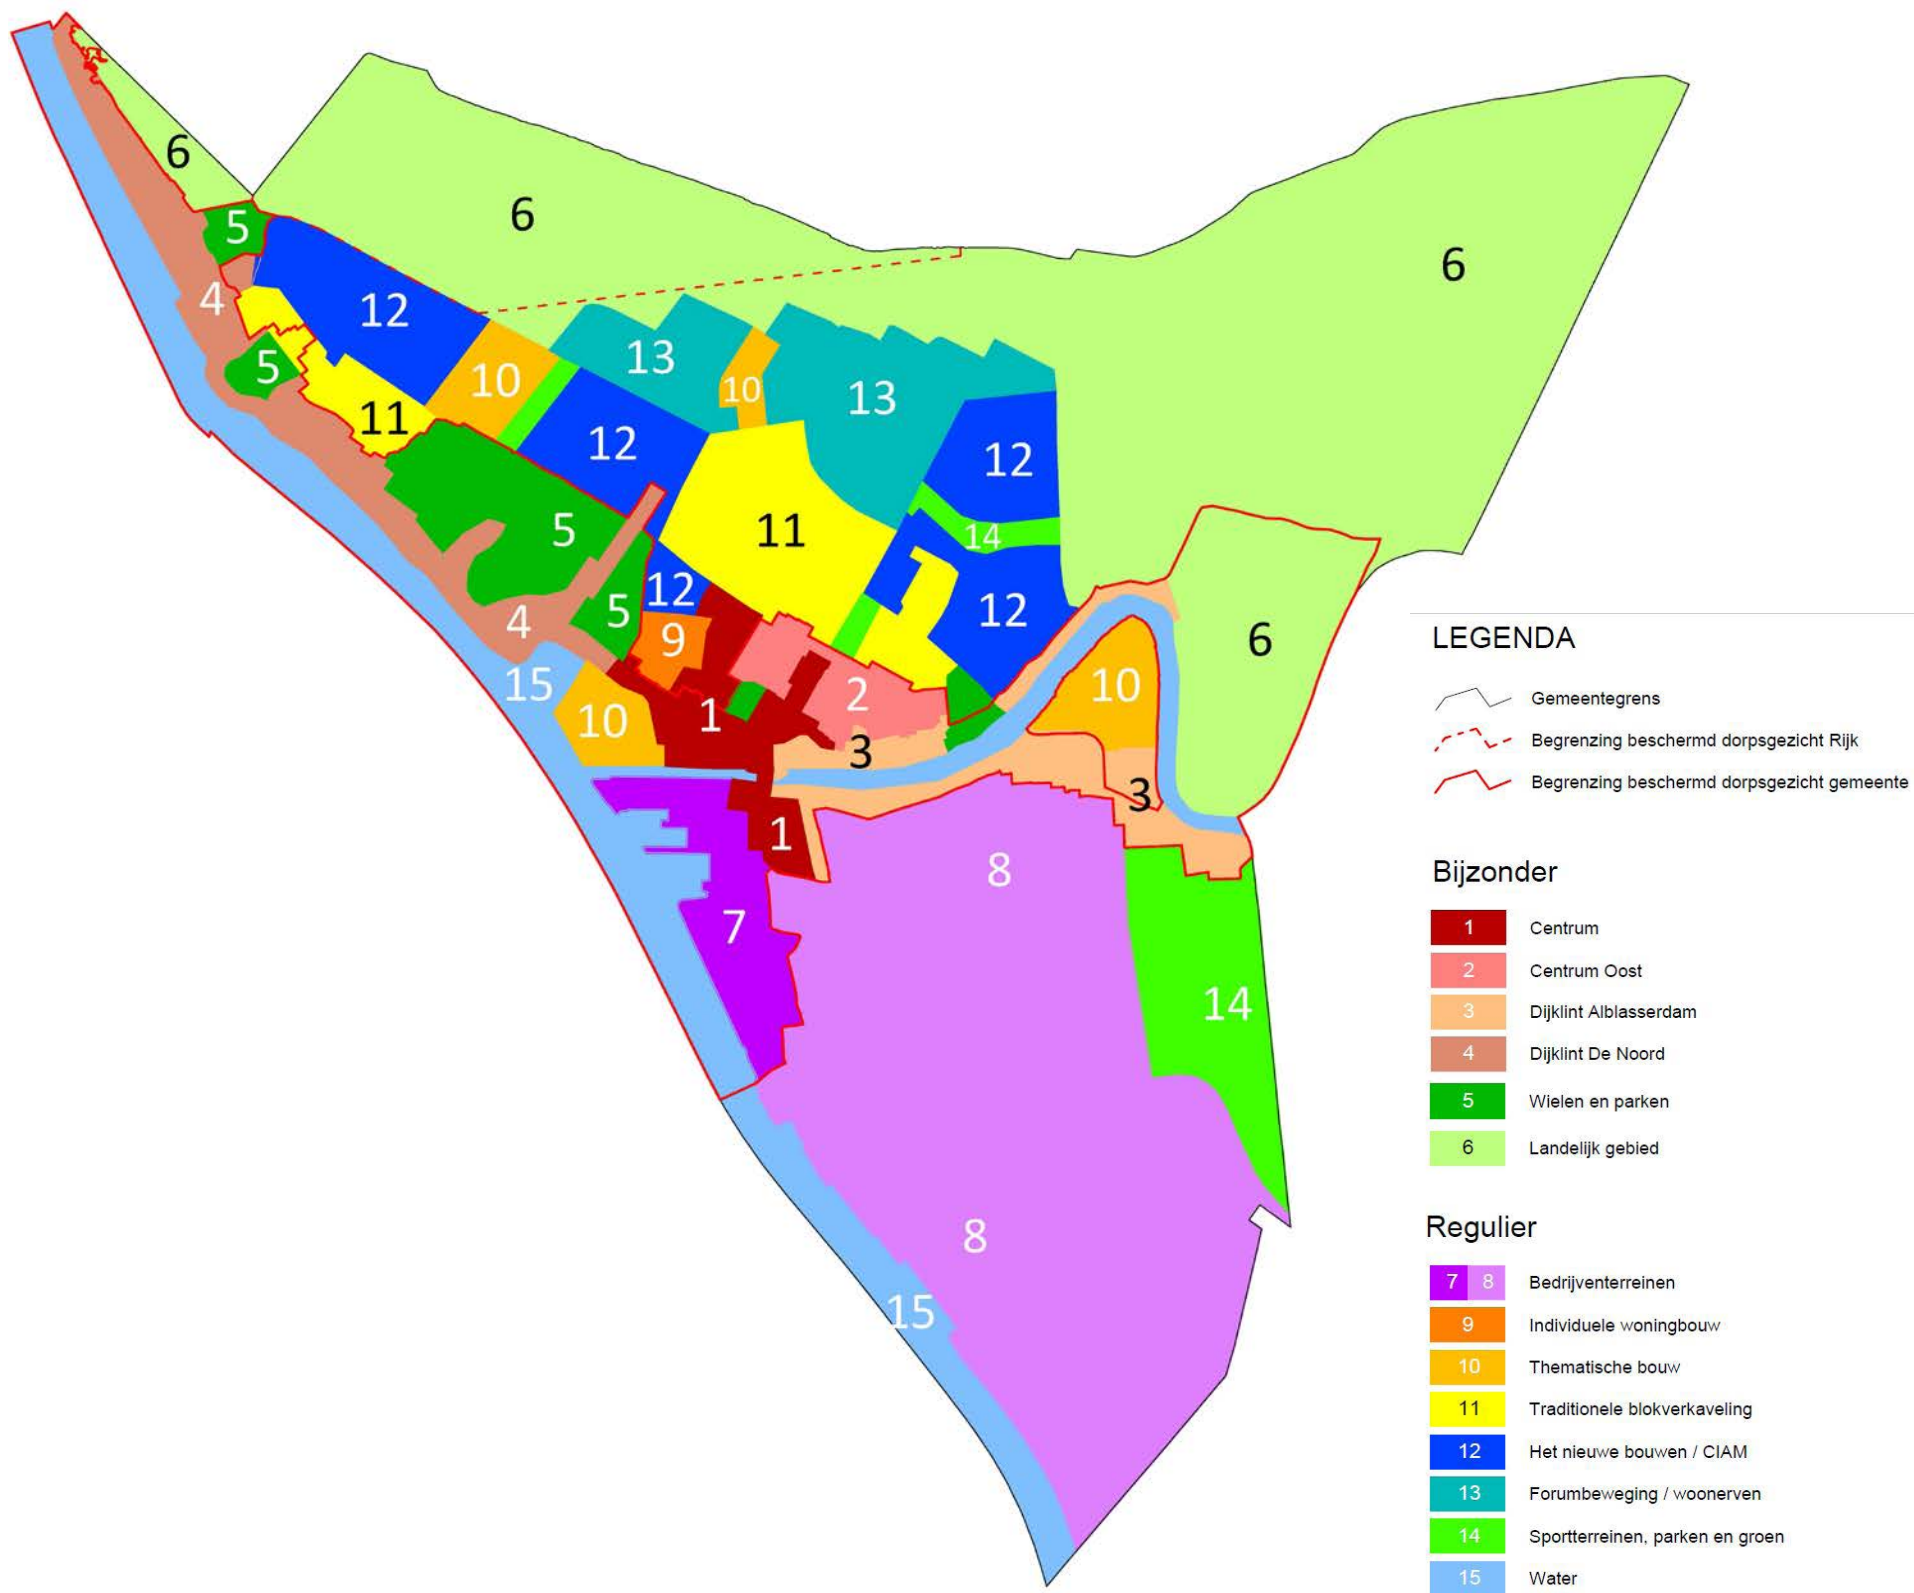 6
6
5
6
4
12
5
13
10
10
13
11
12
12
5
11
14
12
5
12
4
9
6
15
10
2
10
1
3
3
1
8
7
14
8
15
LEGENDA
Gemeentegrens
Begrenzing beschermd dorpsgezicht Rijk
Begrenzing beschermd dorpsgezicht gemeente
Bijzonder
1 Centrum
2 Centrum Oost
3 Dijklint Alblasserdam
4 Dijklint De Noord
5 Wielen en parken
6 Landelijk gebied
Regulier
7 8 Bedrijventerreinen
9 Individuele woningbouw
10 Thematische bouw
11 Traditionele blokverkaveling
12 Het nieuwe bouwen / CIAM
13 Forumbeweging / woonerven
14 Sportterreinen, parken en groen
15 Water